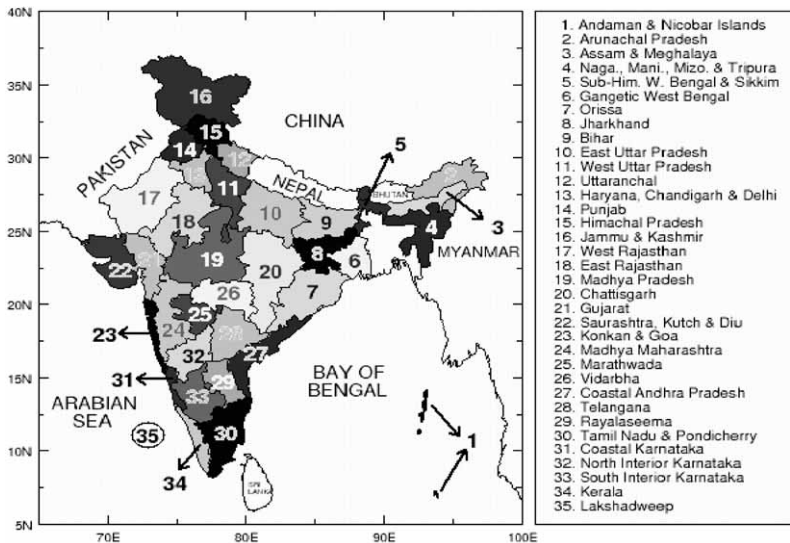 40N
35N
30N
25N
20N
15N
10N
5N
70E
80E
90E
100E
CHINA
PAKISTAN
NEPAL
BHUTAN
MYANMAR
BAY OF
BENGAL
ARABIAN
SEA
SRI
LANKA
16
15
14
13
12
11
17
18
10
9
5
2
3
4
8
6
7
19
20
21
22
26
25
23
24
28
32
27
31
29
33
30
35
34
1
1. Andaman & Nicobar Islands
2. Arunachal Pradesh
3. Assam & Meghalaya
4. Naga., Mani., Mizo. & Tripura
5. Sub-Him. W. Bengal & Sikkim
6. Gangetic West Bengal
7. Orissa
8. Jharkhand
9. Bihar
10. East Uttar Pradesh
11. West Uttar Pradesh
12. Uttaranchal
13. Haryana, Chandigarh & Delhi
14. Punjab
15. Himachal Pradesh
16. Jammu & Kashmir
17. West Rajasthan
18. East Rajasthan
19. Madhya Pradesh
20. Chattisgarh
21. Gujarat
22. Saurashtra, Kutch & Diu
23. Konkan & Goa
24. Madhya Maharashtra
25. Marathwada
26. Vidarbha
27. Coastal Andhra Pradesh
28. Telangana
29. Rayalaseema
30. Tamil Nadu & Pondicherry
31. Coastal Karnataka
32. North Interior Karnataka
33. South Interior Karnataka
34. Kerala
35. Lakshadweep